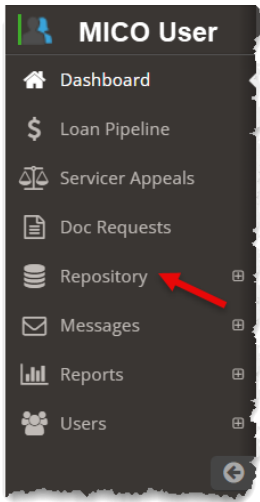 MICO User
Dashboard
Loan Pipeline
Servicer Appeals
Doc Requests
Repository
Messages
Reports
Users